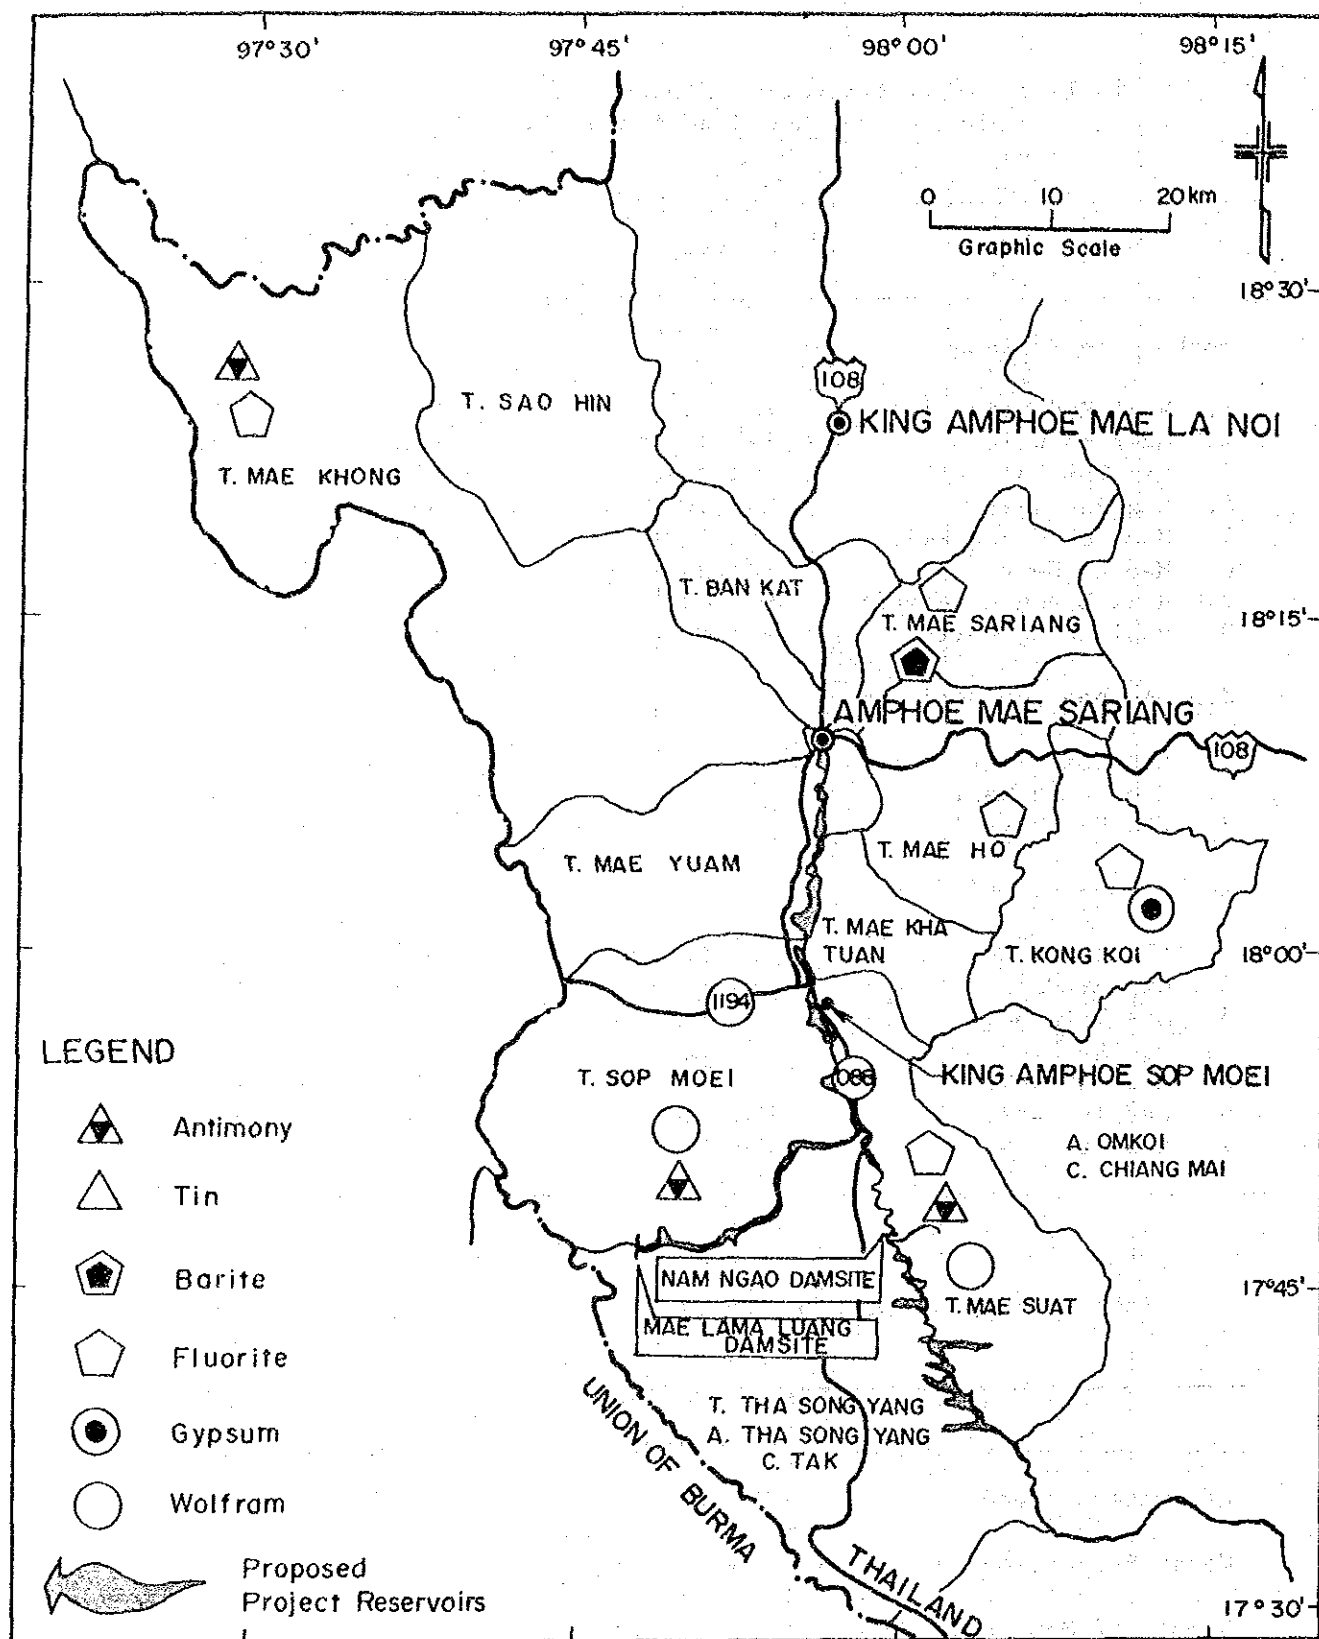 97°30'
97°45'
98°00'
98°15'
0 10 20 km
Graphic Scale
18°30'
108
KING AMPHOE MAE LA NOI
T. SAO HIN
T. MAE KHONG
T. BAN KAT
T. MAE SARIANG
18°15'
AMPHOE MAE SARIANG
108
T. MAE YUAM
T. MAE HO
T. MAE KHA
TUAN
T. KONG KOI
18°00'
1194
LEGEND
T. SOP MOEI
KING AMPHOE SOP MOEI
Antimony
A. OMKOI
C. CHIANG MAI
Tin
Barite
NAM NGAO DAMSITE
17°45'
T. MAE SUAT
MAE LAMA LUANG
DAMSITE
Fluorite
T. THA SONG YANG
A. THA SONG YANG
C. TAK
Gypsum
UNION OF
BURMA
Wolfram
THAILAND
Proposed
Project Reservoirs
17°30'